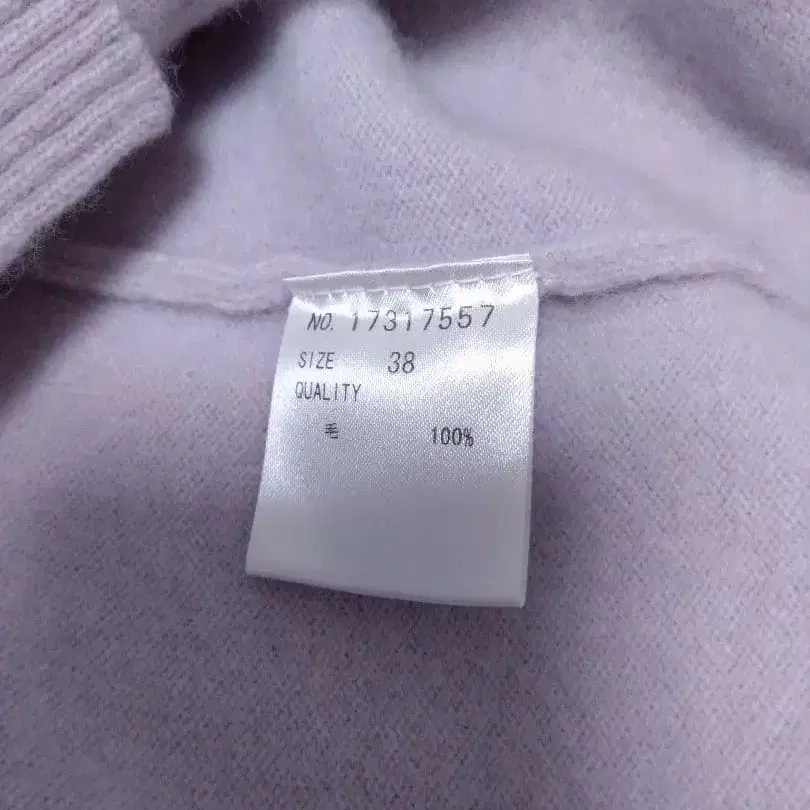 NO. 17317557
SIZE 38
QUALITY
毛 100%